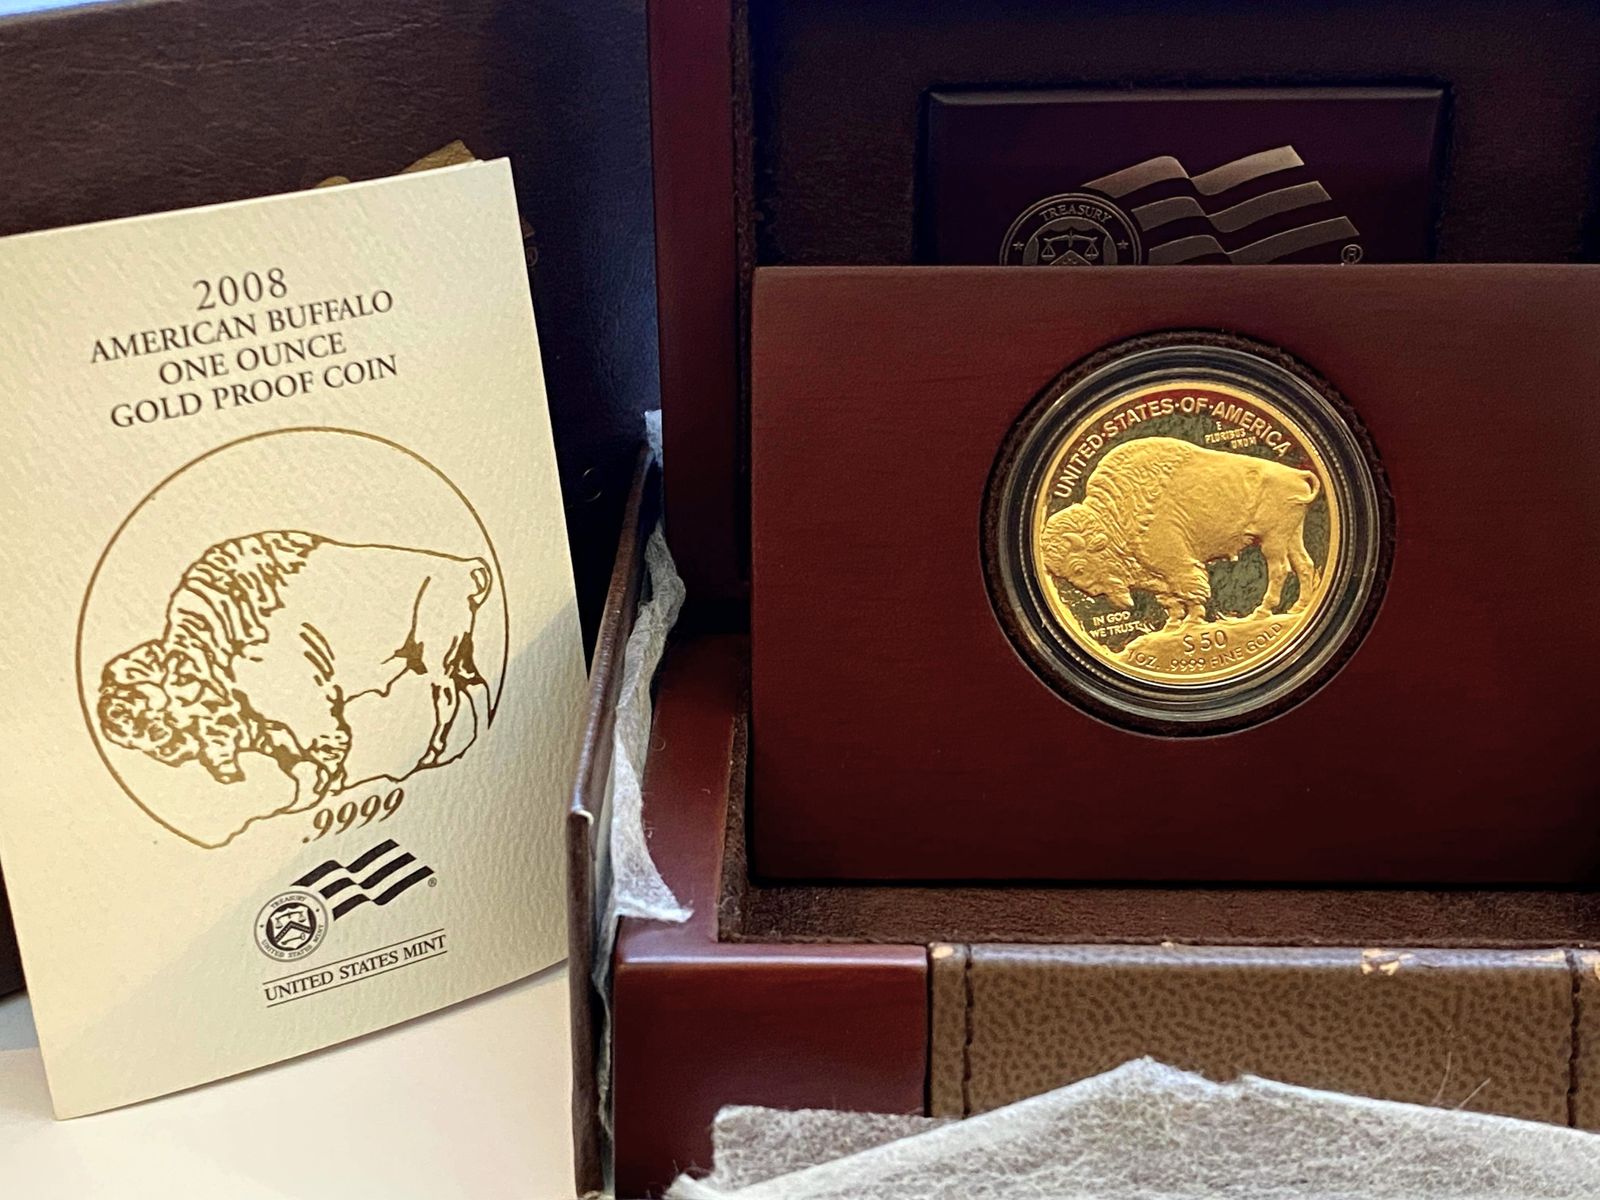 2008
AMERICAN BUFFALO
ONE OUNCE
GOLD PROOF COIN
.9999
TREASURY
UNITED STATES MINT
®
UNITED STATES MINT
TREASURY
®
UNITED·STATES·OF·AMERICA
E
PLURIBUS
UNUM
IN GOD
WE TRUST
$50
1 OZ. .9999 FINE GOLD